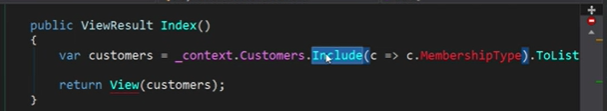 public ViewResult Index()
{
var customers = _context.Customers.Include(c => c.MembershipType).ToList
return View(customers);
}